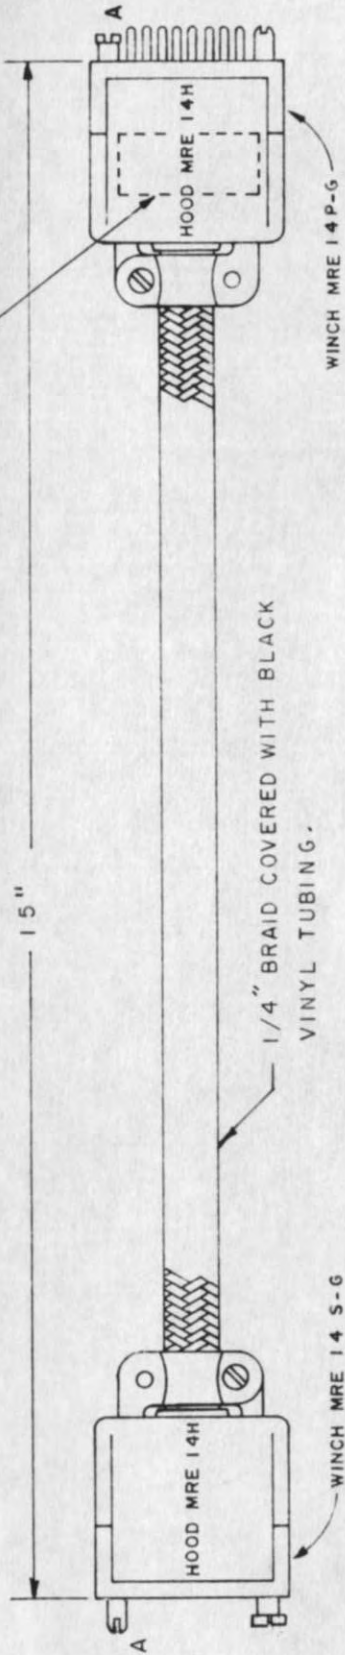 15"
A
A
HOOD MRE 14H
HOOD MRE 14H
1/4" BRAID COVERED WITH BLACK
VINYL TUBING.
WINCH MRE 14 S-G
WINCH MRE 14P-G